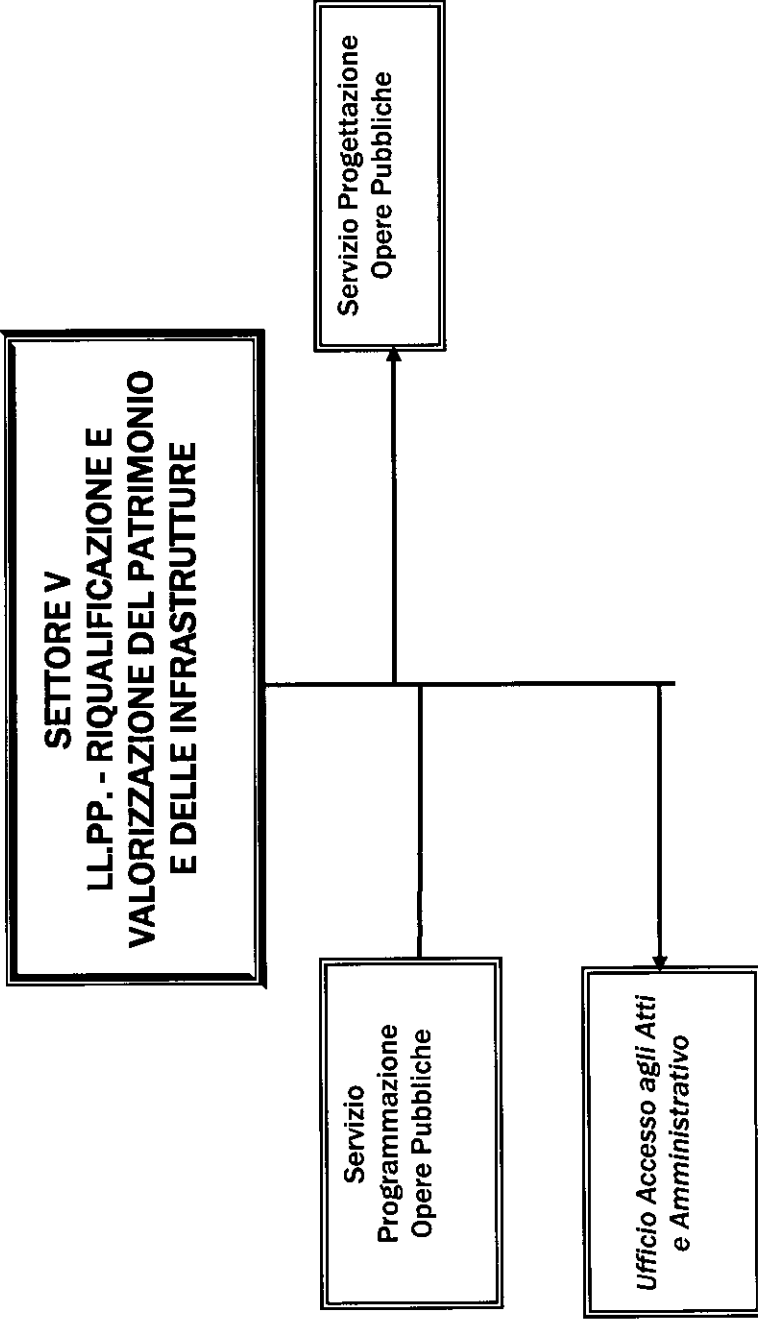 SETTORE V
LL.PP. - RIQUALIFICAZIONE E
VALORIZZAZIONE DEL PATRIMONIO
E DELLE INFRASTRUTTURE
Servizio
Programmazione
Opere Pubbliche
Servizio Progettazione
Opere Pubbliche
Ufficio Accesso agli Atti
e Amministrativo